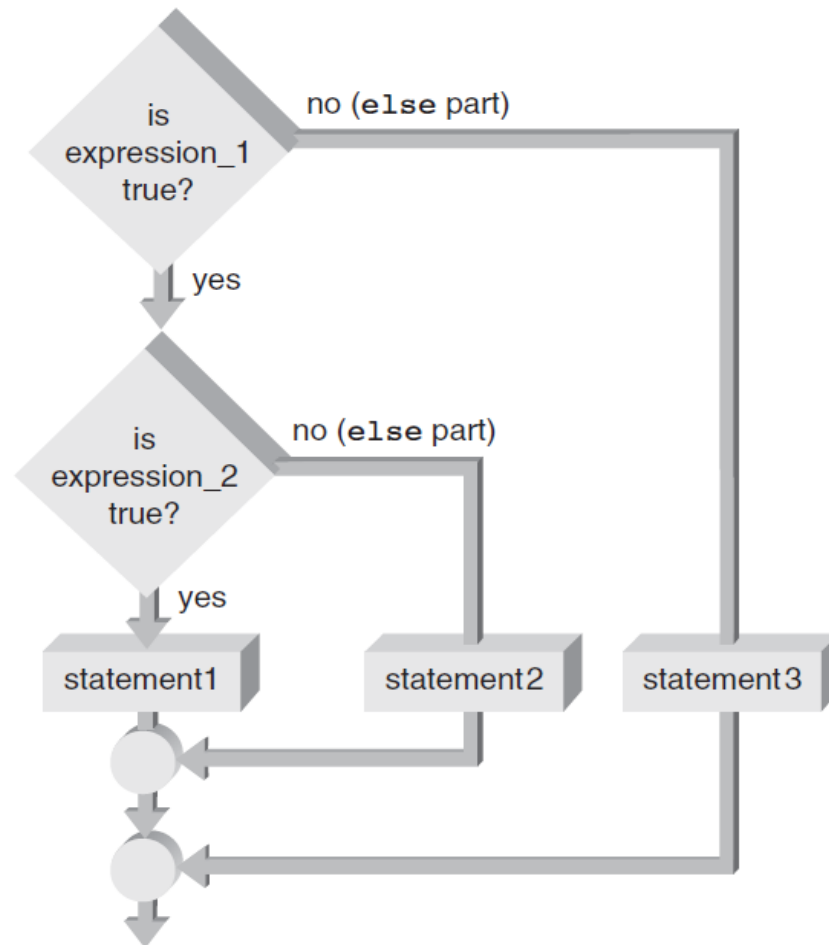 is
expression_1
true?
no (else part)
yes
is
expression_2
true?
no (else part)
yes
statement1
statement2
statement3